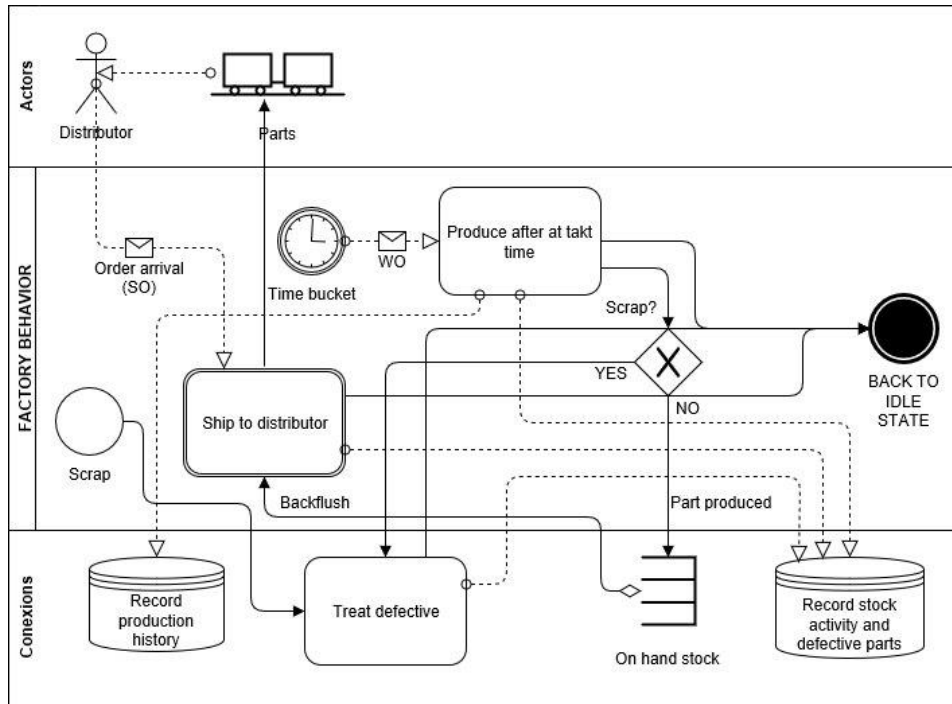 Actors
Distributor
Parts
FACTORY BEHAVIOR
Order arrival
(SO)
Time bucket
WO
Produce after at takt
time
Scrap?
YES
NO
BACK TO
IDLE
STATE
Ship to distributor
Scrap
Backflush
Part produced
Conexions
Record
production
history
Treat defective
On hand stock
Record stock
activity and
defective parts